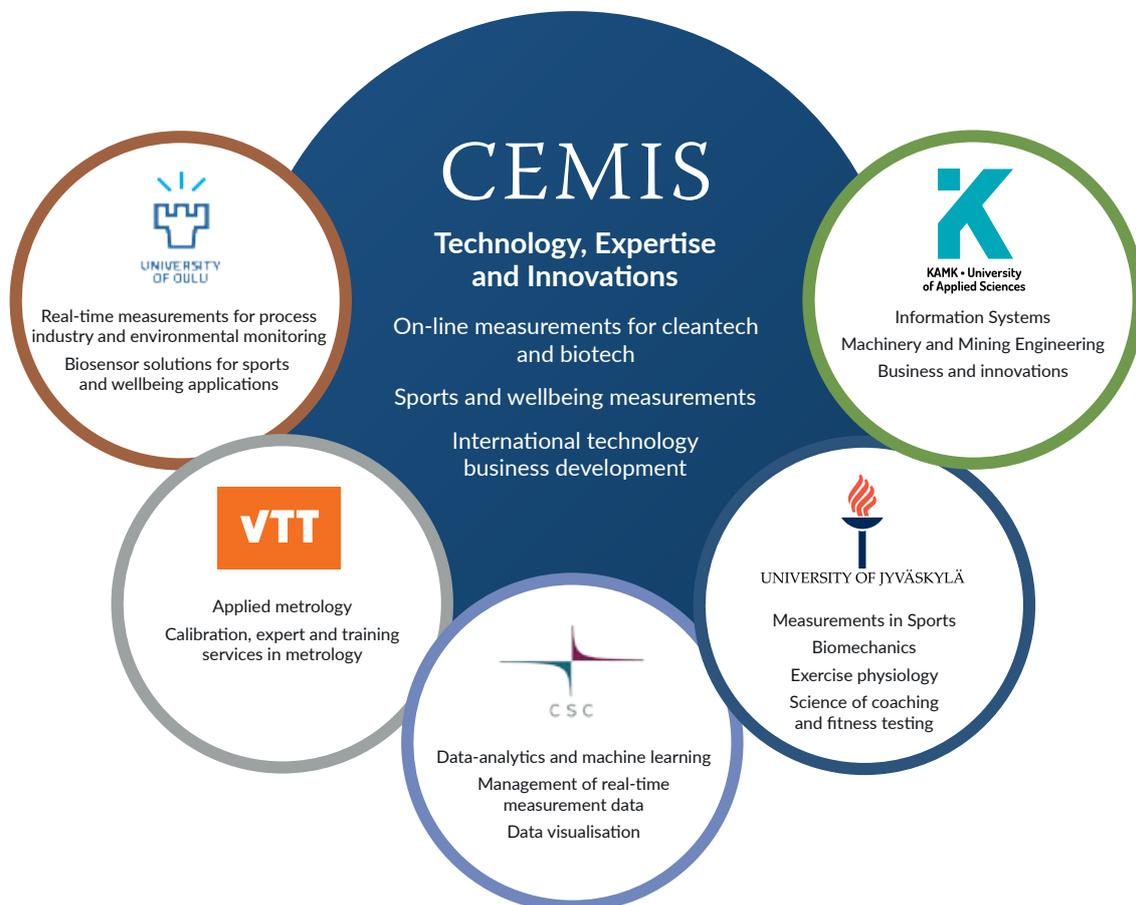 CEMIS
Technology, Expertise
and Innovations
On-line measurements for cleantech
and biotech
Sports and wellbeing measurements
International technology
business development
UNIVERSITY
OF OULU
Real-time measurements for process
industry and environmental monitoring
Biosensor solutions for sports
and wellbeing applications
VTT
Applied metrology
Calibration, expert and training
services in metrology
CSC
Data-analytics and machine learning
Management of real-time
measurement data
Data visualisation
UNIVERSITY OF JYVÄSKYLÄ
Measurements in Sports
Biomechanics
Exercise physiology
Science of coaching
and fitness testing
K
KAMK • University
of Applied Sciences
Information Systems
Machinery and Mining Engineering
Business and innovations